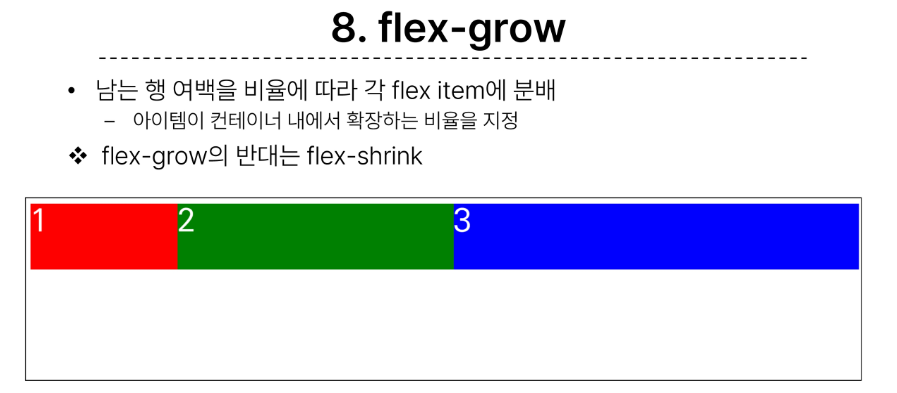 8. flex-grow
• 남는 행 여백을 비율에 따라 각 flex item에 분배
– 아이템이 컨테이너 내에서 확장하는 비율을 지정
❖ flex-grow의 반대는 flex-shrink
1 2 3